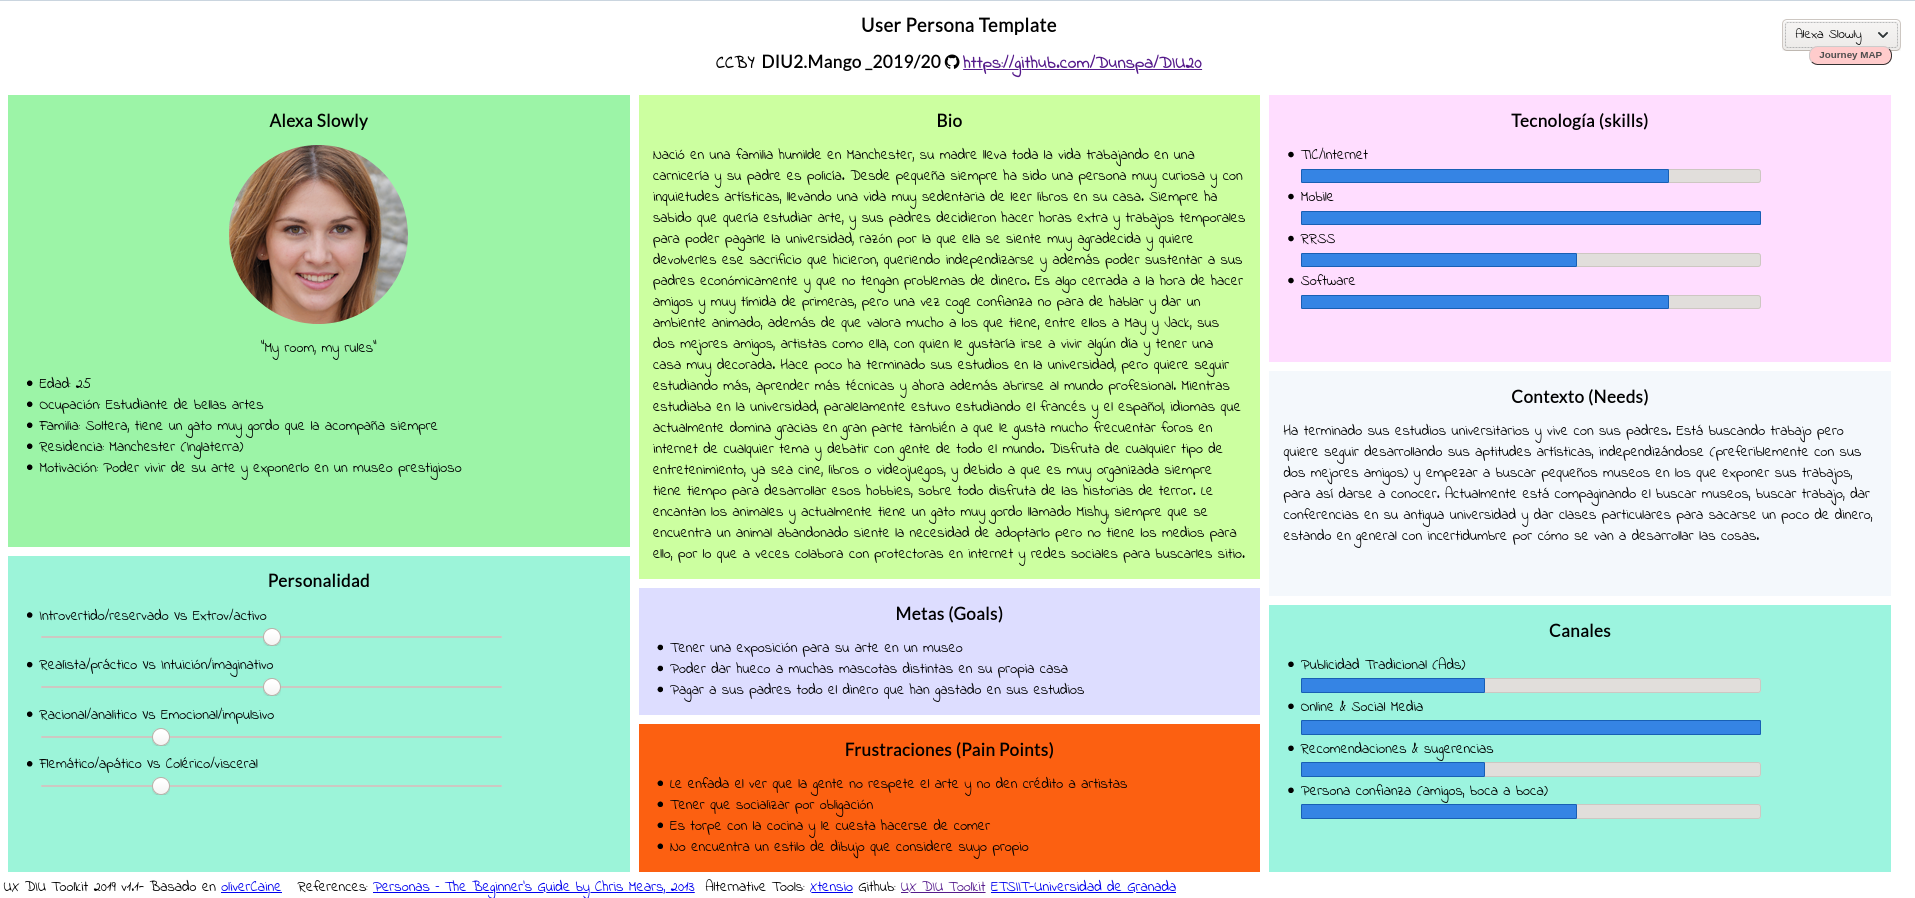 User Persona Template
CCBY DIU2.Mango_2019/20 https://github.com/Dunspa/DIU20
Alexa Slowly
Journey MAP
Alexa Slowly
"My room, my rules"
Edad: 25
Ocupación: Estudiante de bellas artes
Familia: Soltera, tiene un gato muy gordo que la acompaña siempre
Residencia: Manchester (Inglaterra)
Motivación: Poder vivir de su arte y exponerlo en un museo prestigioso
Personalidad
Introvertido/reservado Vs Extrov/activo
Realista/práctico Vs Intuición/imaginativo
Racional/analitico Vs Emocional/impulsivo
Flemático/apático Vs Colérico/visceral
Bio
Nació en una familia humilde en Manchester, su madre lleva toda la vida trabajando en una
carnicería y su padre es policía. Desde pequeña siempre ha sido una persona muy curiosa y con
inquietudes artísticas, llevando una vida muy sedentaria de leer libros en su casa. Siempre ha
sabido que quería estudiar arte, y sus padres decidieron hacer horas extra y trabajos temporales
para poder pagarle la universidad, razón por la que ella se siente muy agradecida y quiere
devolverles ese sacrificio que hicieron, queriendo independizarse y además poder sustentar a sus
padres económicamente y que no tengan problemas de dinero. Es algo cerrada a la hora de hacer
amigos y muy tímida de primeras, pero una vez coge confianza no para de hablar y dar un
ambiente animado, además de que valora mucho a los que tiene, entre ellos a May y Jack, sus
dos mejores amigos, artistas como ella, con quien le gustaría irse a vivir algún día y tener una
casa muy decorada. Hace poco ha terminado sus estudios en la universidad, pero quiere seguir
estudiando más, aprender más técnicas y ahora además abrirse al mundo profesional. Mientras
estudiaba en la universidad, paralelamente estuvo estudiando el francés y el español, idiomas que
actualmente domina gracias en gran parte también a que le gusta mucho frecuentar foros en
internet de cualquier tema y debatir con gente de todo el mundo. Disfruta de cualquier tipo de
entretenimiento, ya sea cine, libros o videojuegos, y debido a que es muy organizada siempre
tiene tiempo para desarrollar esos hobbies, sobre todo disfruta de las historias de terror. Le
encantan los animales y actualmente tiene un gato muy gordo llamado Mishy, siempre que se
encuentra un animal abandonado siente la necesidad de adoptarlo pero no tiene los medios para
ello, por lo que a veces colabora con protectoras en internet y redes sociales para buscarles sitio.
Metas (Goals)
Tener una exposición para su arte en un museo
Poder dar hueco a muchas mascotas distintas en su propia casa
Pagar a sus padres todo el dinero que han gastado en sus estudios
Frustraciones (Pain Points)
Le enfada el ver que la gente no respete el arte y no den crédito a artistas
Tener que socializar por obligación
Es torpe con la cocina y le cuesta hacerse de comer
No encuentra un estilo de dibujo que considere suyo propio
Tecnología (skills)
TIC/Internet
Mobile
RRSS
Software
Contexto (Needs)
Ha terminado sus estudios universitarios y vive con sus padres. Está buscando trabajo pero
quiere seguir desarrollando sus aptitudes artísticas, independizándose (preferiblemente con sus
dos mejores amigos) y empezar a buscar pequeños museos en los que exponer sus trabajos,
para así darse a conocer. Actualmente está compaginando el buscar museos, buscar trabajo, dar
conferencias en su antigua universidad y dar clases particulares para sacarse un poco de dinero,
estando en general con incertidumbre por cómo se van a desarrollar las cosas.
Canales
Publicidad Tradicional (Ads)
Online & Social Media
Recomendaciones & sugerencias
Persona confianza (amigos, boca a boca)
UX DIU Toolkit 2019 v1.1- Basado en oliverCaine References: Personas - The Beginner's Guide by Chris Mears, 2013 Alternative Tools: Xtensio Github: UX DIU Toolkit ETSIIT-Universidad de Granada